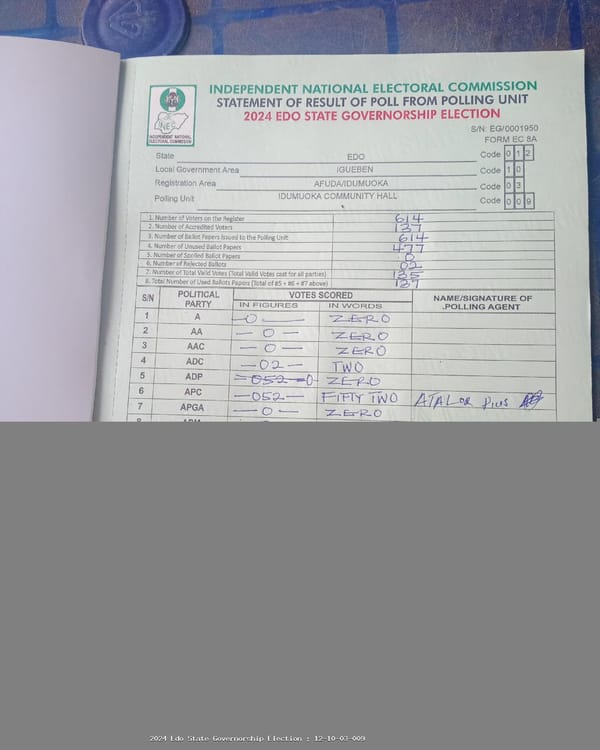 INDEPENDENT NATIONAL ELECTORAL COMMISSION
STATEMENT OF RESULT OF POLL FROM POLLING UNIT
2024 EDO STATE GOVERNORSHIP ELECTION
INEC
INDEPENDENT NATIONAL ELECTORAL COMMISSION
S/N: EG/0001950
FORM EC 8A
State EDO Code 0 1 2
Local Government Area IGUEBEN Code 1 0
Registration Area AFUDA/IDUMUOKA Code 0 3
Polling Unit IDUMUOKA COMMUNITY HALL Code 0 0 9
1. Number of Voters on the Register 614
2. Number of Accredited Voters 137
3. Number of Ballot Papers Issued to the Polling Unit 614
4. Number of Unused Ballot Papers 477
5. Number of Spoiled Ballot Papers 0
6. Number of Rejected Ballots 02
7. Number of Total Valid Votes (Total Valid Votes cast for all parties) 135
8. Total Number of Used Ballots Papers (Total of #5 + #6 + #7 above) 137
S/N POLITICAL PARTY VOTES SCORED NAME/SIGNATURE OF .POLLING AGENT
IN FIGURES IN WORDS
1 A —0— ZERO
2 AA —0— ZERO
3 AAC —0— ZERO
4 ADC —02— TWO
5 ADP —052—0 ZERO
6 APC —052— FIFTY TWO ATALOR PIUS
7 APGA —0— ZERO
2024 Edo State Governorship Election : 12-10-03-009